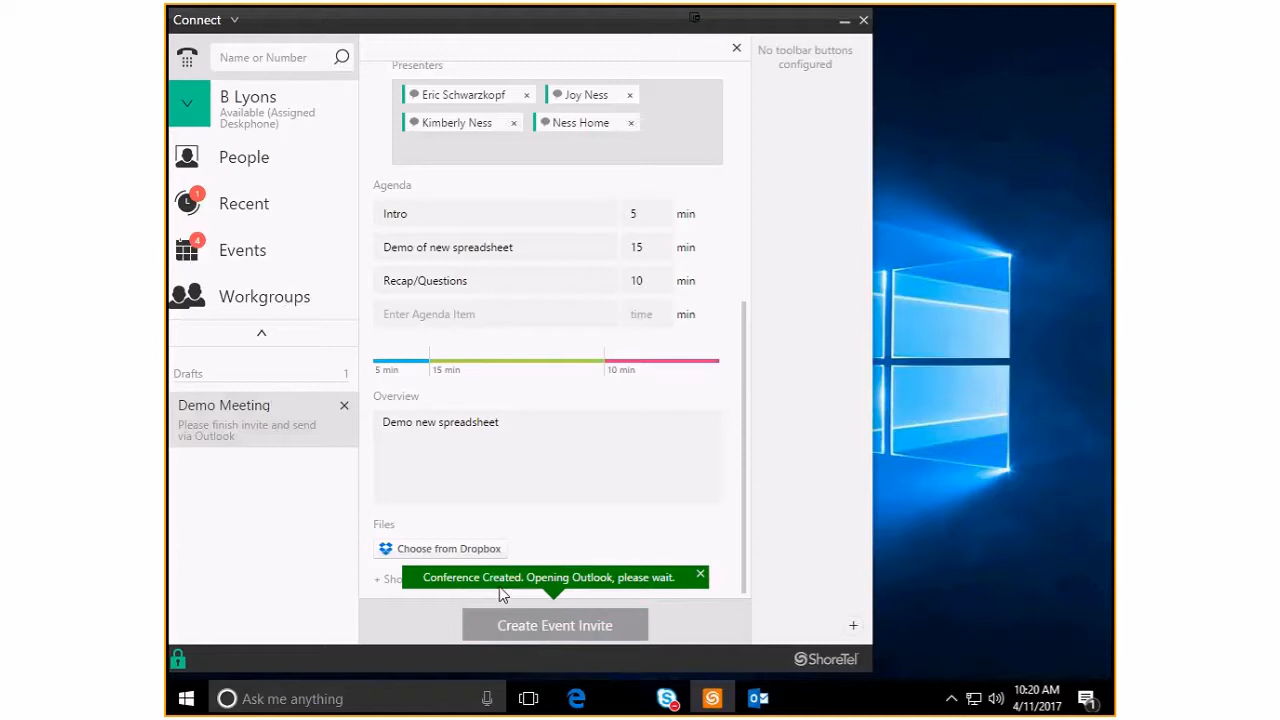 Connect
Name or Number
B Lyons
Available (Assigned
Deskphone)
People
1
Recent
4
Events
Workgroups
Drafts 1
Demo Meeting
Please finish invite and send
via Outlook
Presenters
Eric Schwarzkopf ×
Joy Ness ×
Kimberly Ness ×
Ness Home ×
Agenda
Intro 5 min
Demo of new spreadsheet 15 min
Recap/Questions 10 min
Enter Agenda Item time min
5 min 15 min 10 min
Overview
Demo new spreadsheet
Files
Choose from Dropbox
+ Sho
Conference Created. Opening Outlook, please wait.
Create Event Invite
No toolbar buttons
configured
+
ShoreTel
Ask me anything
10:20 AM
4/11/2017
1